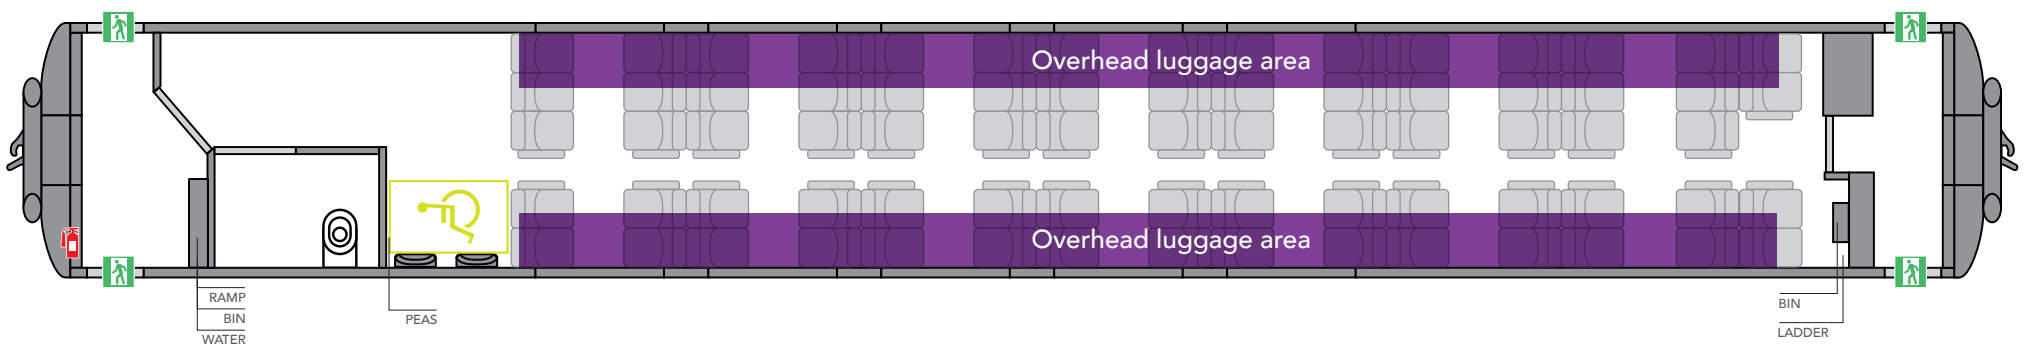 Overhead luggage area
Overhead luggage area
RAMP
BIN
WATER
PEAS
BIN
LADDER